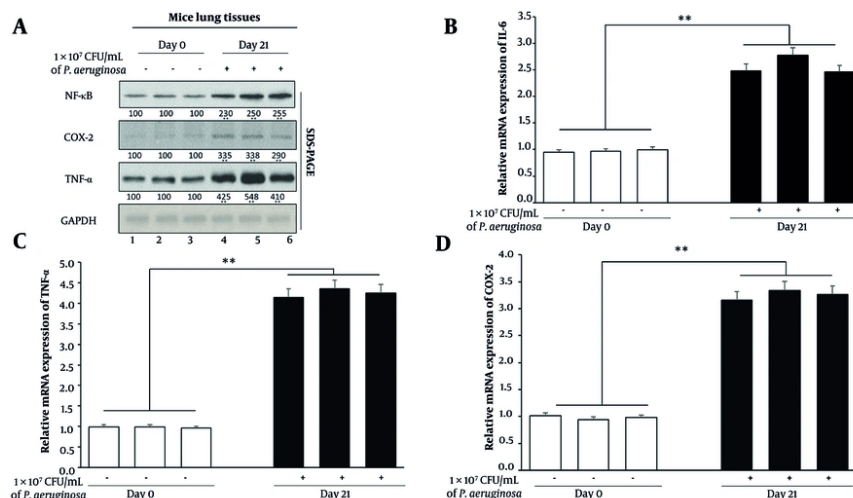 A
Mice lung tissues
Day 0 Day 21
1×10⁷ CFU/mL
of P. aeruginosa - - - + + +
NF-κB
100 100 100 230 250 255
** ** **
COX-2
100 100 100 335 338 290
** ** **
TNF-α
100 100 100 425 548 410
** ** **
GAPDH
1 2 3 4 5 6
SDS-PAGE
B
Relative mRNA expression of IL-6
3.5
3.0
2.5
2.0
1.5
1.0
0.5
0.0
**
1×10⁷ CFU/mL - - - + + +
of P. aeruginosa Day 0 Day 21
C
Relative mRNA expression of TNF-α
5.0
4.5
4.0
3.5
3.0
2.5
2.0
1.5
1.0
0.5
0.0
**
1×10⁷ CFU/mL - - - + + +
of P. aeruginosa Day 0 Day 21
D
Relative mRNA expression of COX-2
4.0
3.5
3.0
2.5
2.0
1.5
1.0
0.5
0.0
**
1×10⁷ CFU/mL - - - + + +
of P. aeruginosa Day 0 Day 21